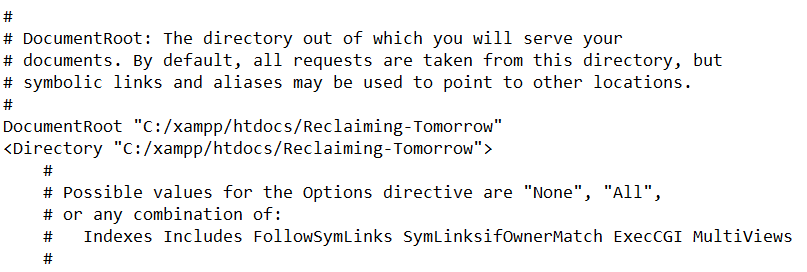 #
# DocumentRoot: The directory out of which you will serve your
# documents. By default, all requests are taken from this directory, but
# symbolic links and aliases may be used to point to other locations.
#
DocumentRoot "C:/xampp/htdocs/Reclaiming-Tomorrow"
<Directory "C:/xampp/htdocs/Reclaiming-Tomorrow">
    #
    # Possible values for the Options directive are "None", "All",
    # or any combination of:
    #   Indexes Includes FollowSymLinks SymLinksifOwnerMatch ExecCGI MultiViews
    #